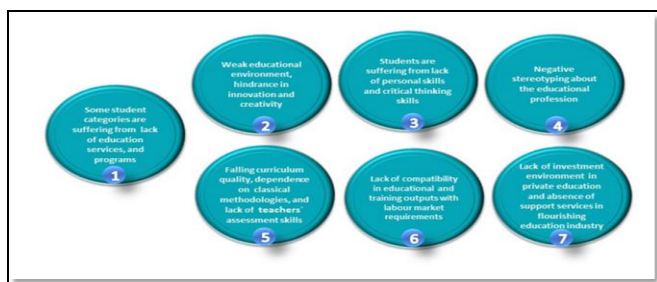 Some student
categories are
suffering from lack
of education
services, and
programs
1
Weak educational
environment,
hindrance in
innovation and
creativity
2
Students are
suffering from lack
of personal skills
and critical thinking
skills
3
Negative
stereotyping about
the educational
profession
4
Falling curriculum
quality, dependence
on classical
methodologies, and
lack of teachers'
assessment skills
5
Lack of compatibility
in educational and
training outputs with
labour market
requirements
6
Lack of investment
environment in
private education
and absence of
support services in
flourishing
education industry
7